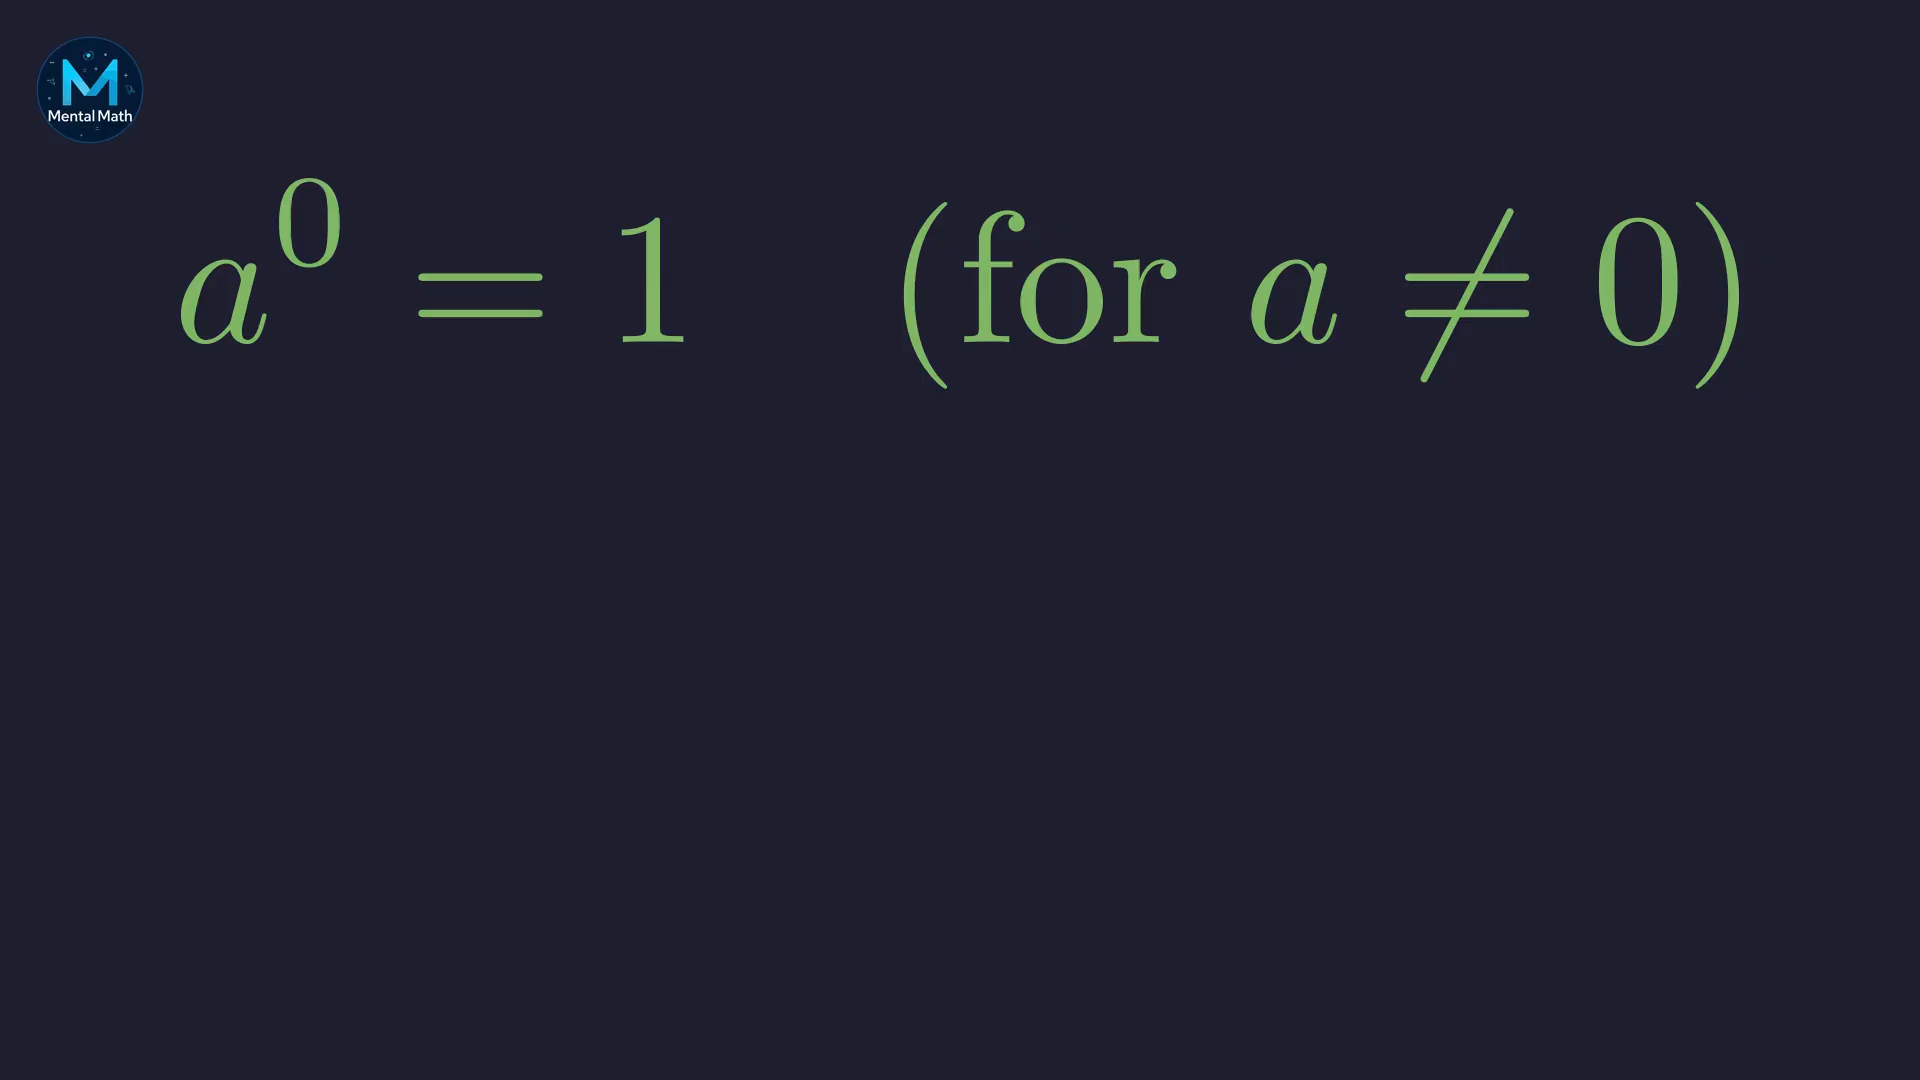 M
Mental Math
a⁰ = 1 (for a ≠ 0)